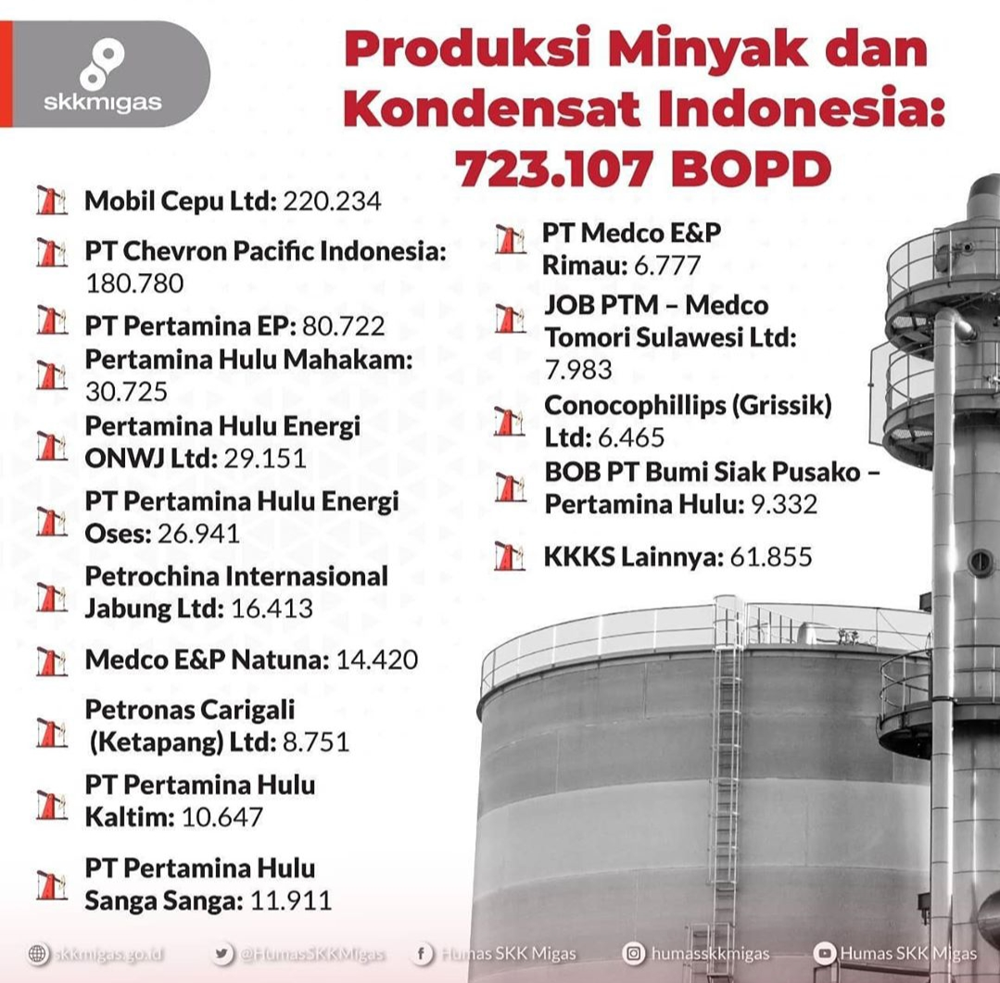 skkmigas
Produksi Minyak dan
Kondensat Indonesia:
723.107 BOPD
Mobil Cepu Ltd: 220.234
PT Chevron Pacific Indonesia:
180.780
PT Pertamina EP: 80.722
Pertamina Hulu Mahakam:
30.725
Pertamina Hulu Energi
ONWJ Ltd: 29.151
PT Pertamina Hulu Energi
Oses: 26.941
Petrochina Internasional
Jabung Ltd: 16.413
Medco E&P Natuna: 14.420
Petronas Carigali
(Ketapang) Ltd: 8.751
PT Pertamina Hulu
Kaltim: 10.647
PT Pertamina Hulu
Sanga Sanga: 11.911
PT Medco E&P
Rimau: 6.777
JOB PTM – Medco
Tomori Sulawesi Ltd:
7.983
Conocophillips (Grissik)
Ltd: 6.465
BOB PT Bumi Siak Pusako –
Pertamina Hulu: 9.332
KKKS Lainnya: 61.855
skkmigas.go.id
@HumasSKKMigas
Humas SKK Migas
humasskkmigas
Humas SKK Migas